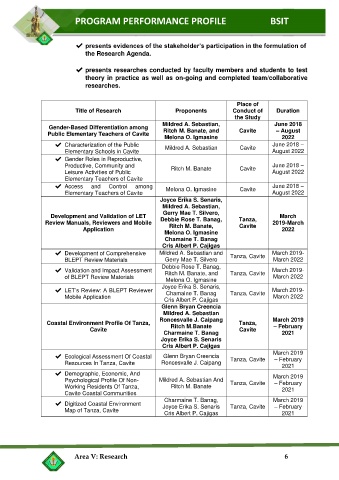 PROGRAM PERFORMANCE PROFILE BSIT
✔ presents evidences of the stakeholder's participation in the formulation of
the Research Agenda.
✔ presents researches conducted by faculty members and students to test
theory in practice as well as on-going and completed team/collaborative
researches.
Title of Research Proponents Place of Conduct of the Study Duration
Gender-Based Differentiation among
Public Elementary Teachers of Cavite
Mildred A. Sebastian,
Ritch M. Banate, and
Melona O. Igmasine
Cavite
June 2018
– August
2022
✔ Characterization of the Public
Elementary Schools in Cavite
Mildred A. Sebastian
Cavite
June 2018 –
August 2022
✔ Gender Roles in Reproductive,
Productive, Community and
Leisure Activities of Public
Elementary Teachers of Cavite
Ritch M. Banate
Cavite
June 2018 –
August 2022
✔ Access and Control among
Elementary Teachers of Cavite
Melona O. Igmasine
Cavite
June 2018 –
August 2022
Development and Validation of LET
Review Manuals, Reviewers and Mobile
Application
Joyce Erika S. Senaris,
Mildred A. Sebastian,
Gerry Mae T. Silvero,
Debbie Rose T. Banag,
Ritch M. Banate,
Melona O. Igmasine
Chamaine T. Banag
Cris Albert P. Cajigas
Tanza,
Cavite
March
2019-March
2022
✔ Development of Comprehensive
BLEPT Review Materials
Mildred A. Sebastian and
Gerry Mae T. Silvero
Tanza, Cavite
March 2019-
March 2022
✔ Validation and Impact Assessment
of BLEPT Review Materials
Debbie Rose T. Banag,
Ritch M. Banate, and
Melona O. Igmasine
Tanza, Cavite
March 2019-
March 2022
✔ LET's Review: A BLEPT Reviewer
Mobile Application
Joyce Erika S. Senaris,
Chamaine T. Banag
Cris Albert P. Cajigas
Tanza, Cavite
March 2019-
March 2022
Coastal Environment Profile Of Tanza,
Cavite
Glenn Bryan Creencia
Mildred A. Sebastian
Roncesvalle J. Caipang
Ritch M.Banate
Charmaine T. Banag
Joyce Erika S. Senaris
Cris Albert P. Cajigas
Tanza,
Cavite
March 2019
– February
2021
✔ Ecological Assessment Of Coastal
Resources In Tanza, Cavite
Glenn Bryan Creencia
Roncesvalle J. Caipang
Tanza, Cavite
March 2019
– February
2021
✔ Demographic, Economic, And
Psychological Profile Of Non-
Working Residents Of Tanza,
Cavite Coastal Communities
Mildred A. Sebastian And
Ritch M. Banate
Tanza, Cavite
March 2019
– February
2021
✔ Digitized Coastal Environment
Map of Tanza, Cavite
Charmaine T. Banag,
Joyce Erika S. Senaris
Cris Albert P. Cajigas
Tanza, Cavite
March 2019
– February
2021
Area V: Research 6